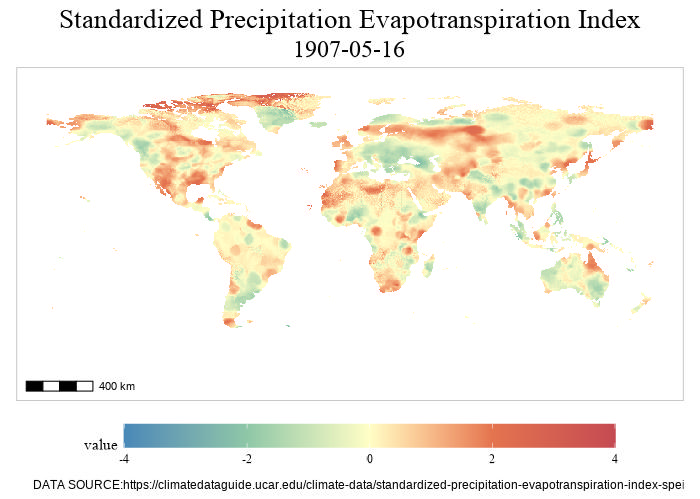 Standardized Precipitation Evapotranspiration Index
1907-05-16
400 km
value
-4 -2 0 2 4
DATA SOURCE:https://climatedataguide.ucar.edu/climate-data/standardized-precipitation-evapotranspiration-index-spei